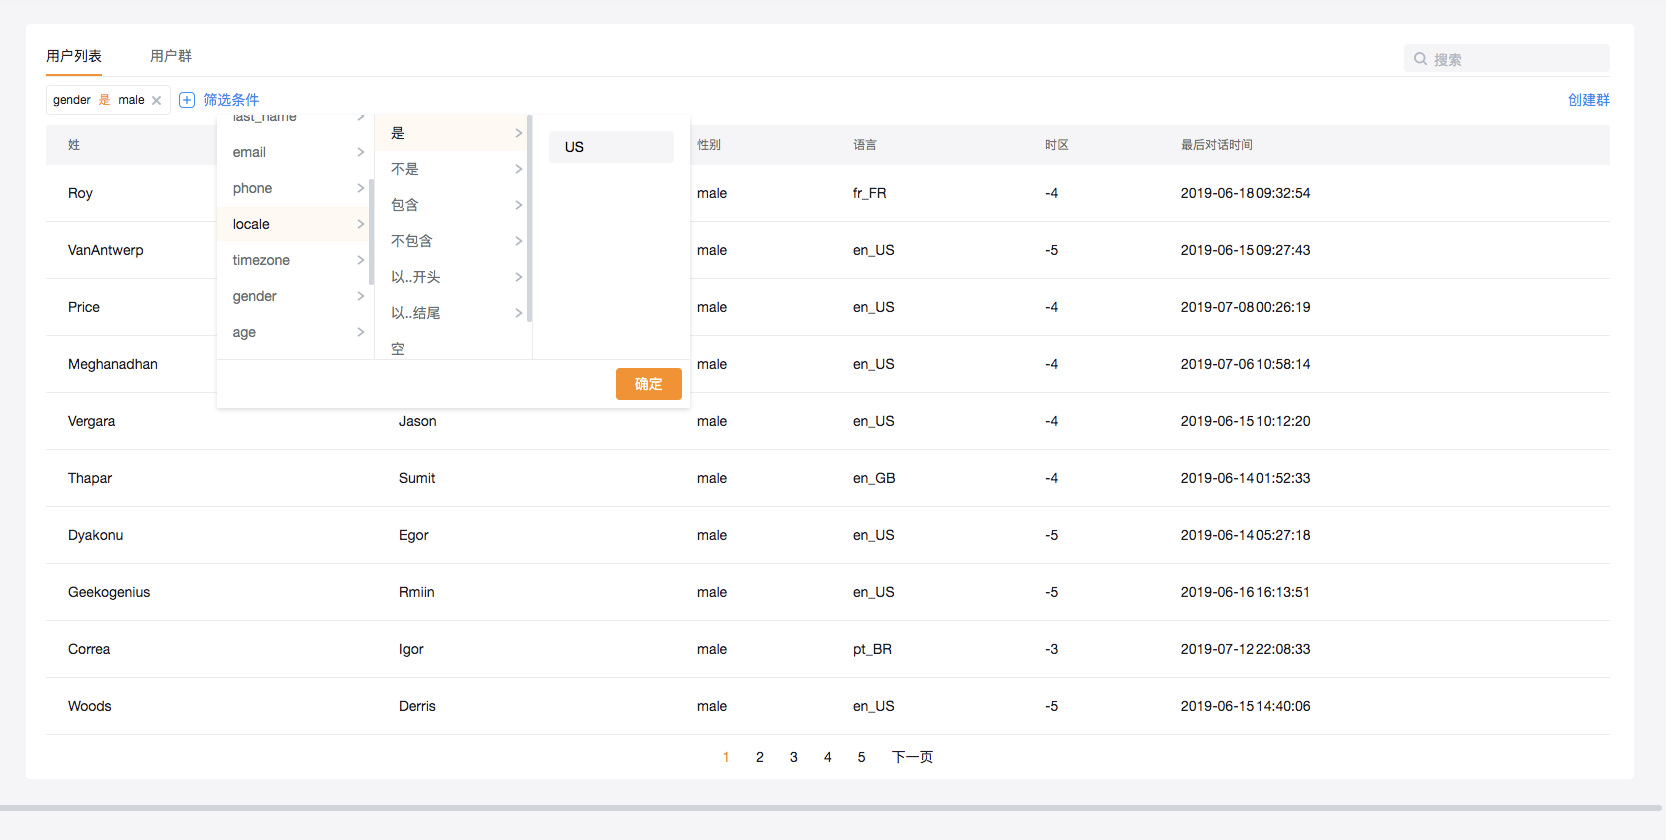 用户列表 用户群 搜索
gender 是 male 筛选条件 创建群
last_name 是 US
email 不是
phone 包含
locale 不包含
timezone 以..开头
gender 以..结尾
age 空
确定
姓 性别 语言 时区 最后对话时间
Roy male fr_FR -4 2019-06-18 09:32:54
VanAntwerp male en_US -5 2019-06-15 09:27:43
Price male en_US -4 2019-07-08 00:26:19
Meghanadhan male en_US -4 2019-07-06 10:58:14
Vergara Jason male en_US -4 2019-06-15 10:12:20
Thapar Sumit male en_GB -4 2019-06-14 01:52:33
Dyakonu Egor male en_US -5 2019-06-14 05:27:18
Geekogenius Rmiin male en_US -5 2019-06-16 16:13:51
Correa Igor male pt_BR -3 2019-07-12 22:08:33
Woods Derris male en_US -5 2019-06-15 14:40:06
1 2 3 4 5 下一页